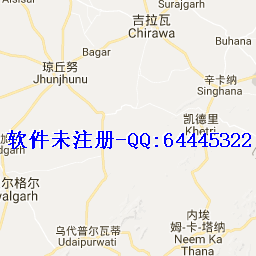 Surajgarh
吉拉瓦
Chirawa
Buhana
Bagar
琼丘努
Jhunjhunu
辛卡纳
Singhana
凯德里
Khetri
软件未注册-QQ:64445322
dgarh
尔格尔
walgarh
乌代普尔瓦蒂
Udaipurwati
内埃
姆-卡-塔纳
Neem Ka
Thana